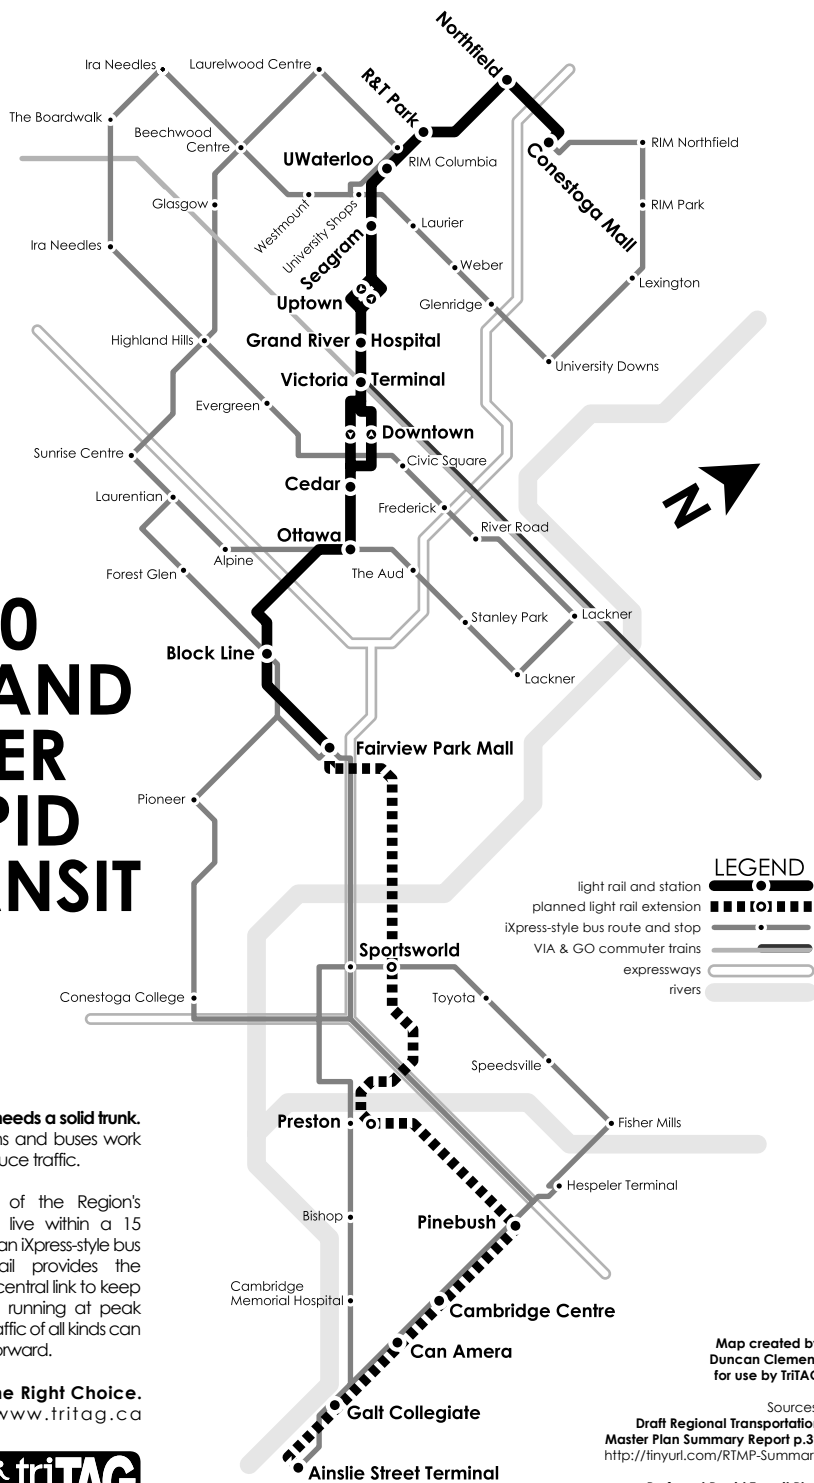 Northfield
Ira Needles
Laurelwood Centre
R&T Park
The Boardwalk
Beechwood
Centre
UWaterloo
RIM Columbia
RIM Northfield
Conestoga Mall
Glasgow
Westmount
University Shops
Seagram
RIM Park
Laurier
Ira Needles
Weber
Lexington
Uptown
Glenridge
Highland Hills
Grand River Hospital
University Downs
Victoria Terminal
Evergreen
Downtown
Sunrise Centre
Civic Square
Cedar
N
Laurentian
Frederick
River Road
Ottawa
Alpine
Forest Glen
The Aud
Stanley Park
Lackner
Block Line
Lackner
Fairview Park Mall
Pioneer
0
AND
ER
PID
NSIT
LEGEND
light rail and station
planned light rail extension
iXpress-style bus route and stop
VIA & GO commuter trains
expressways
rivers
Sportsworld
Conestoga College
Toyota
Speedsville
Preston
Fisher Mills
Hespeler Terminal
Bishop
Pinebush
Cambridge
Memorial Hospital
Cambridge Centre
Can Amera
Galt Collegiate
Ainslie Street Terminal
needs a solid trunk.
ns and buses work
uce traffic.
of the Region's
live within a 15
an iXpress-style bus
ail provides the
central link to keep
running at peak
affic of all kinds can
orward.
he Right Choice.
www.tritag.ca
& triTAG
Map created by
Duncan Clemen
for use by TriTAG
Sources
Draft Regional Transportation
Master Plan Summary Report p.3
http://tinyurl.com/RTMP-Summar